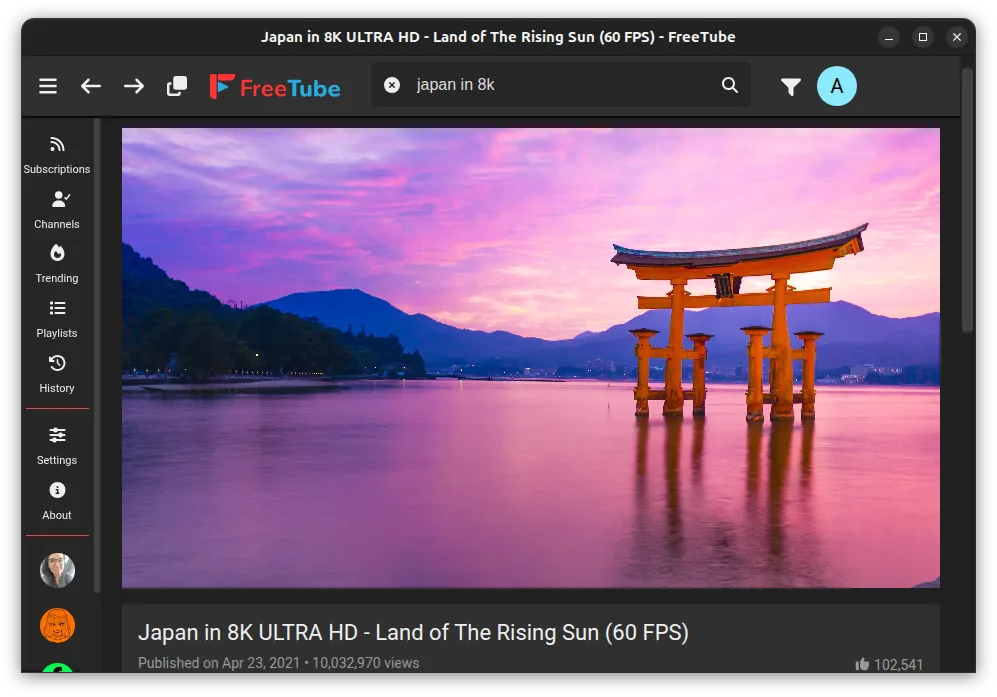 Japan in 8K ULTRA HD - Land of The Rising Sun (60 FPS) - FreeTube
FreeTube
japan in 8k
A
Subscriptions
Channels
Trending
Playlists
History
Settings
About
Japan in 8K ULTRA HD - Land of The Rising Sun (60 FPS)
Published on Apr 23, 2021 • 10,032,970 views
102,541